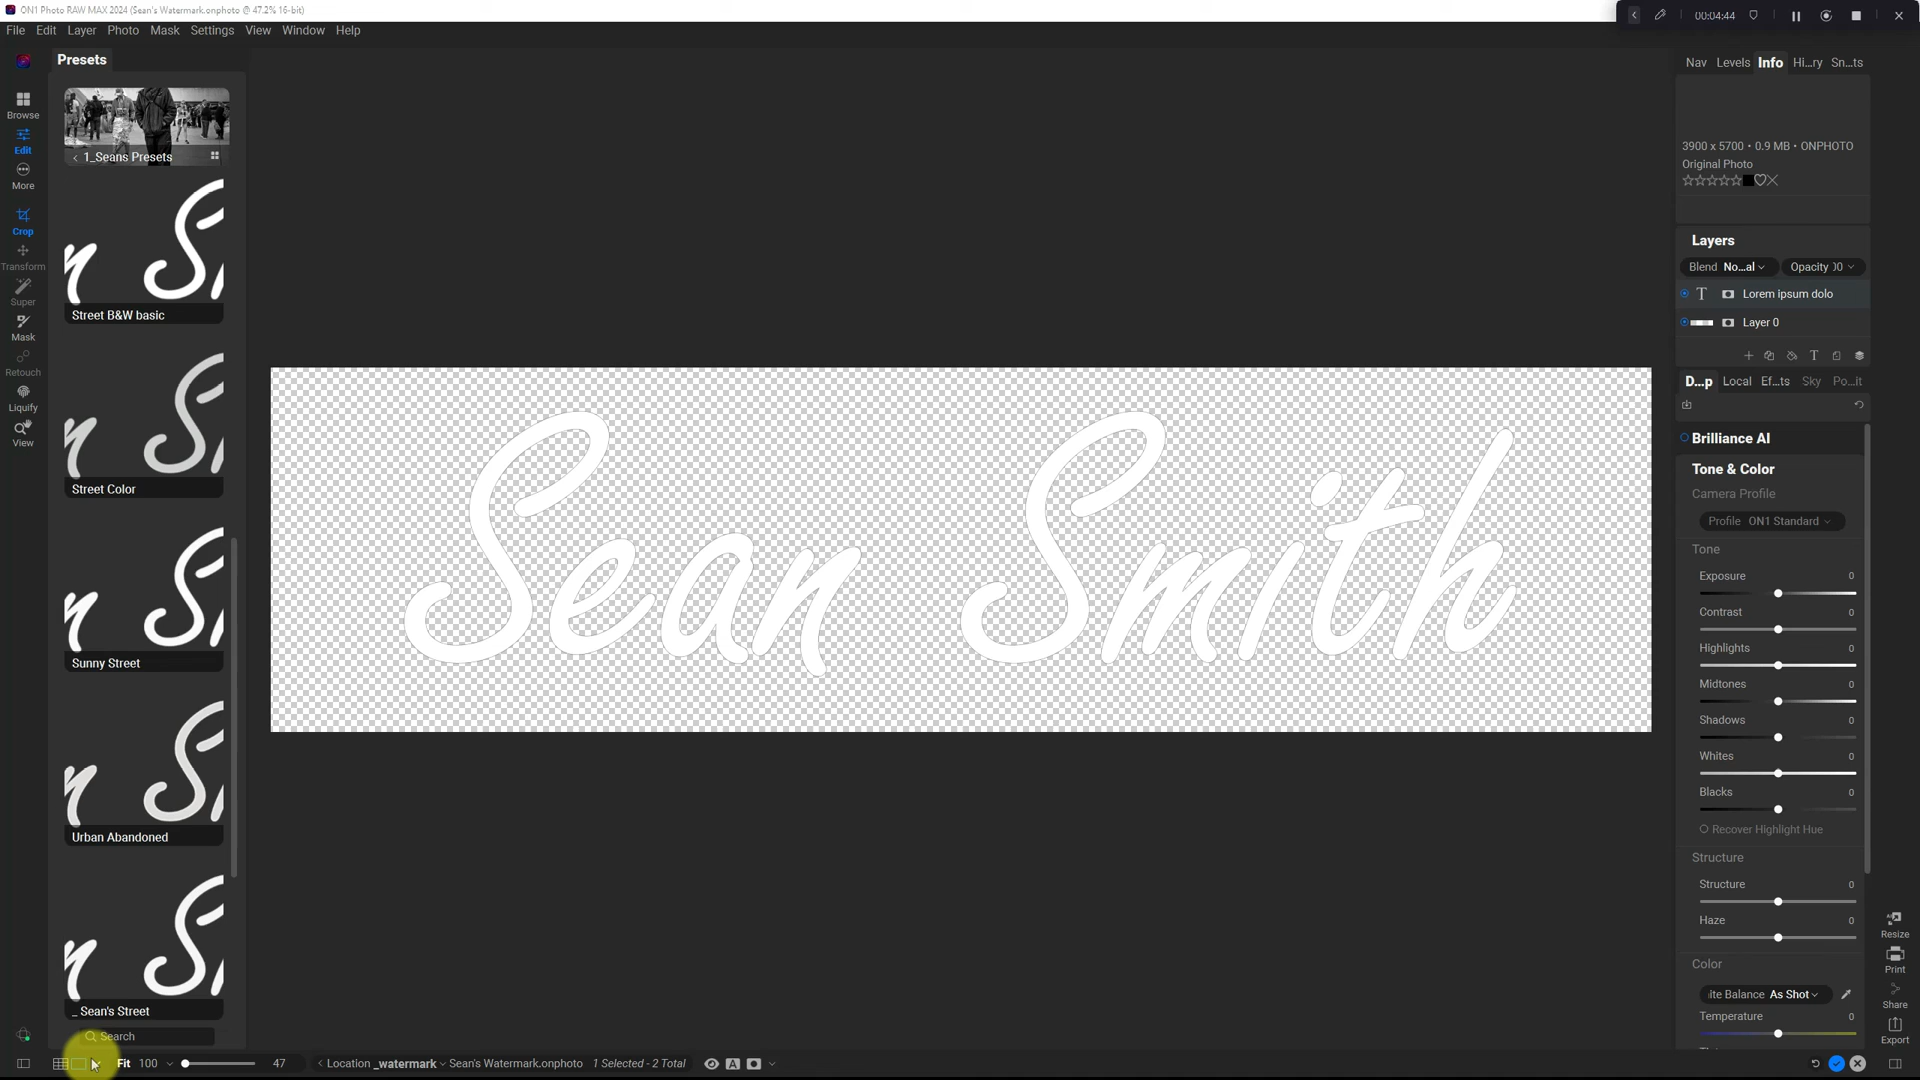 ON1 Photo RAW MAX 2024 (Sean's Watermark.onphoto @ 47.2% 16-bit)
00:04:44
File Edit Layer Photo Mask Settings View Window Help
Browse
Edit
More
Crop
Transform
Super
Mask
Retouch
Liquify
View
Presets
1_Seans Presets
Street B&W basic
Street Color
Sunny Street
Urban Abandoned
_ Sean's Street
Search
Sean Smith
Nav Levels Info Hi...ry Sn...ts
3900 x 5700 • 0.9 MB • ONPHOTO
Original Photo
Layers
Blend No...al Opacity )0
T Lorem ipsum dolo
Layer 0
T
D...p Local Ef...ts Sky Po...it
Brilliance AI
Tone & Color
Camera Profile
Profile ON1 Standard
Tone
Exposure 0
Contrast 0
Highlights 0
Midtones 0
Shadows 0
Whites 0
Blacks 0
Recover Highlight Hue
Structure
Structure 0
Haze 0
Color
ite Balance As Shot
Temperature 0
Resize
Print
Share
Export
Fit 100 47 Location _watermark Sean's Watermark.onphoto 1 Selected - 2 Total A